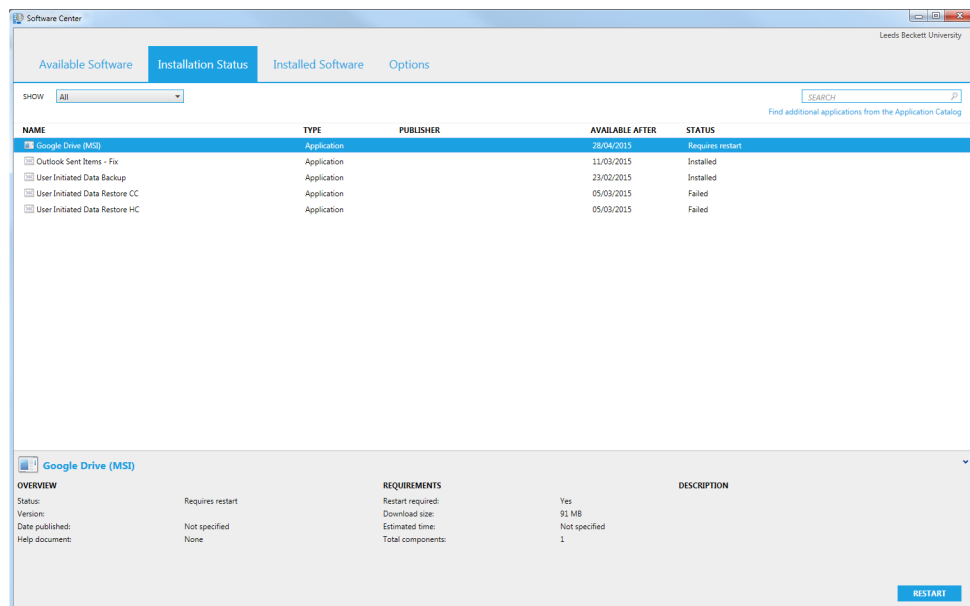 Software Center
Leeds Beckett University
Available Software Installation Status Installed Software Options
SHOW All SEARCH
Find additional applications from the Application Catalog
NAME TYPE PUBLISHER AVAILABLE AFTER STATUS
Google Drive (MSI) Application 28/04/2015 Requires restart
Outlook Sent Items - Fix Application 11/03/2015 Installed
User Initiated Data Backup Application 23/02/2015 Installed
User Initiated Data Restore CC Application 05/03/2015 Failed
User Initiated Data Restore HC Application 05/03/2015 Failed
Google Drive (MSI)
OVERVIEW REQUIREMENTS DESCRIPTION
Status: Requires restart Restart required: Yes
Version: Download size: 91 MB
Date published: Not specified Estimated time: Not specified
Help document: None Total components: 1
RESTART